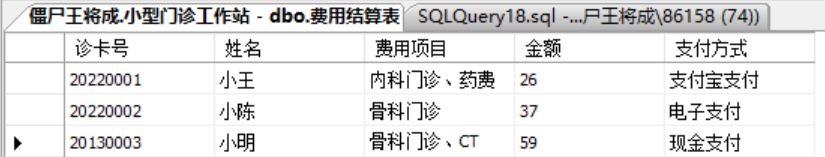 僵尸王将成.小型门诊工作站 - dbo.费用结算表 SQLQuery18.sql -...尸王将成\86158 (74))
诊卡号 姓名 费用项目 金额 支付方式
20220001 小王 内科门诊、药费 26 支付宝支付
20220002 小陈 骨科门诊 37 电子支付
20130003 小明 骨科门诊、CT 59 现金支付